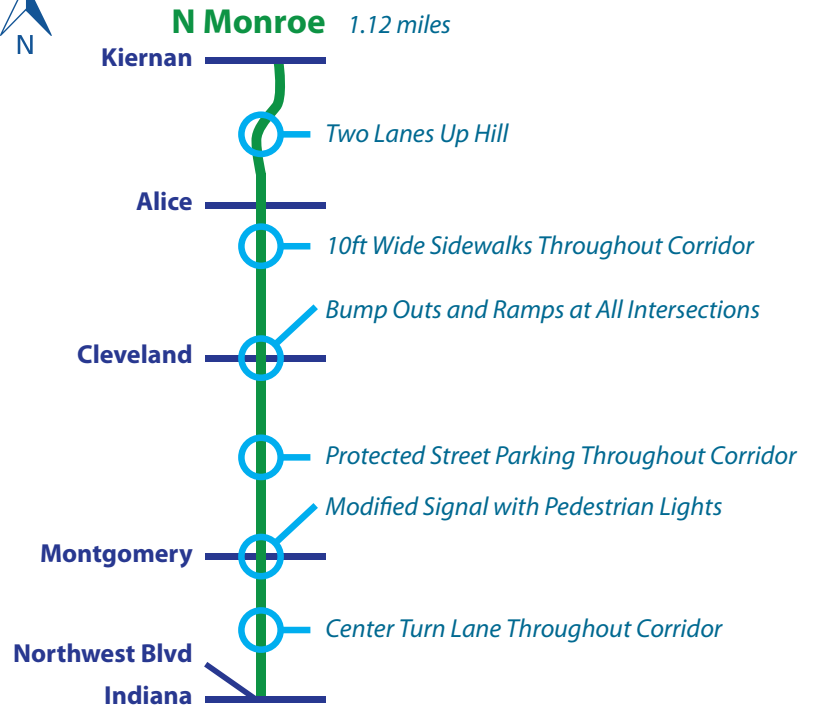 N Monroe 1.12 miles
N
Kiernan
Two Lanes Up Hill
Alice
10ft Wide Sidewalks Throughout Corridor
Bump Outs and Ramps at All Intersections
Cleveland
Protected Street Parking Throughout Corridor
Modified Signal with Pedestrian Lights
Montgomery
Center Turn Lane Throughout Corridor
Northwest Blvd
Indiana